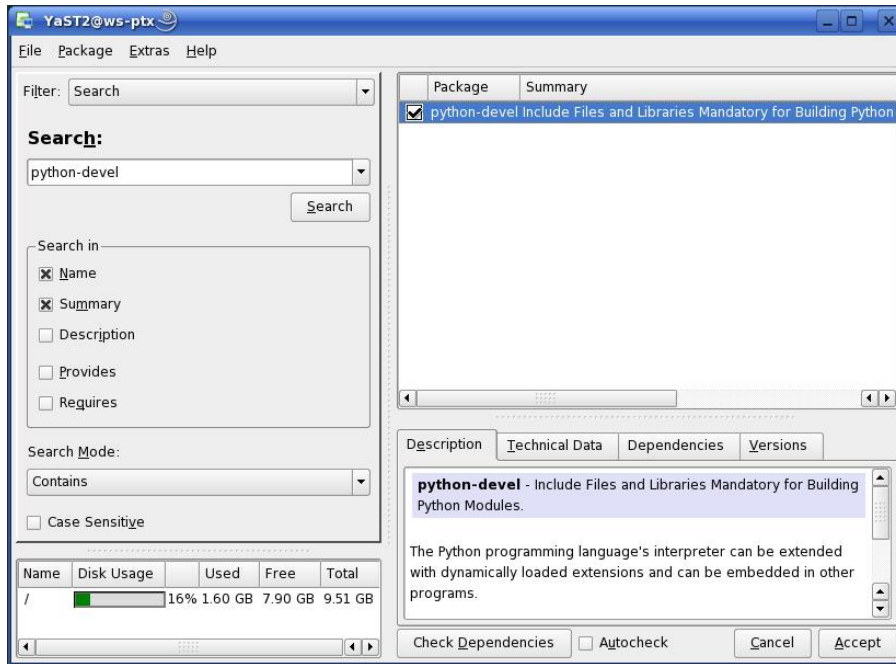 YaST2@ws-ptx
File Package Extras Help
Filter: Search
Search:
python-devel
Search
Search in
Name
Summary
Description
Provides
Requires
Search Mode:
Contains
Case Sensitive
Name Disk Usage Used Free Total
/ 16% 1.60 GB 7.90 GB 9.51 GB
Package Summary
python-devel Include Files and Libraries Mandatory for Building Python
Description Technical Data Dependencies Versions
python-devel - Include Files and Libraries Mandatory for Building
Python Modules.
The Python programming language's interpreter can be extended
with dynamically loaded extensions and can be embedded in other
programs.
Check Dependencies Autocheck Cancel Accept